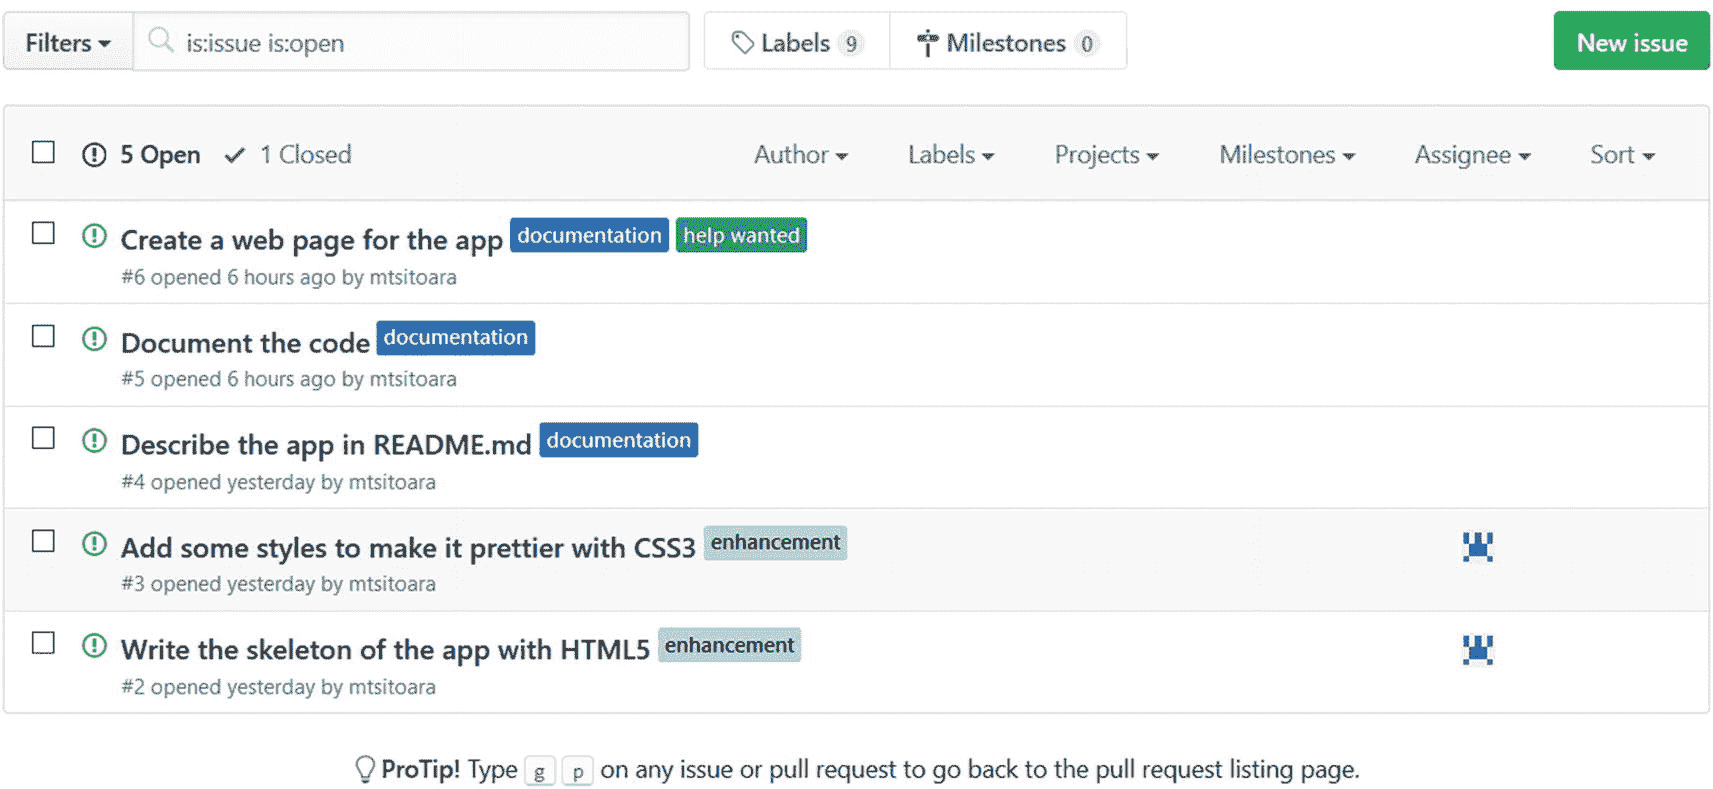 Filters is:issue is:open Labels 9 Milestones 0 New issue
5 Open 1 Closed Author Labels Projects Milestones Assignee Sort
Create a web page for the app documentation help wanted
#6 opened 6 hours ago by mtsitoara
Document the code documentation
#5 opened 6 hours ago by mtsitoara
Describe the app in README.md documentation
#4 opened yesterday by mtsitoara
Add some styles to make it prettier with CSS3 enhancement
#3 opened yesterday by mtsitoara
Write the skeleton of the app with HTML5 enhancement
#2 opened yesterday by mtsitoara
ProTip! Type g p on any issue or pull request to go back to the pull request listing page.